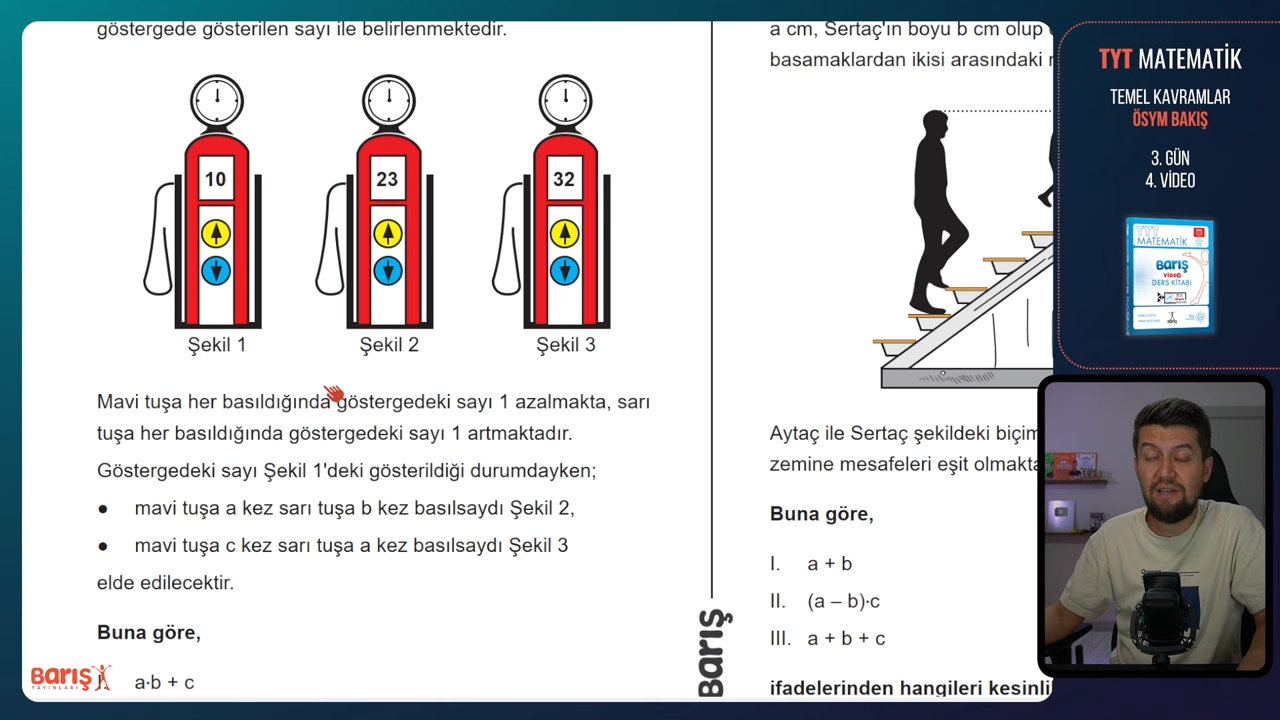 göstergede gösterilen sayı ile belirlenmektedir.
10
23
32
Şekil 1
Şekil 2
Şekil 3
Mavi tuşa her basıldığında göstergedeki sayı 1 azalmakta, sarı
tuşa her basıldığında göstergedeki sayı 1 artmaktadır.
Göstergedeki sayı Şekil 1'deki gösterildiği durumdayken;
● mavi tuşa a kez sarı tuşa b kez basılsaydı Şekil 2,
● mavi tuşa c kez sarı tuşa a kez basılsaydı Şekil 3
elde edilecektir.
Buna göre,
a·b + c
BARIŞ
YAYINLARI
BARIŞ
a cm, Sertaç'ın boyu b cm olup
basamaklardan ikisi arasındaki
Aytaç ile Sertaç şekildeki biçim
zemine mesafeleri eşit olmakta
Buna göre,
I. a + b
II. (a – b)·c
III. a + b + c
ifadelerinden hangileri kesinli
TYT MATEMATİK
TEMEL KAVRAMLAR
ÖSYM BAKIŞ
3. GÜN
4. VİDEO
TYT
MATEMATİK
BARIŞ
VİDEO
DERS KİTABI